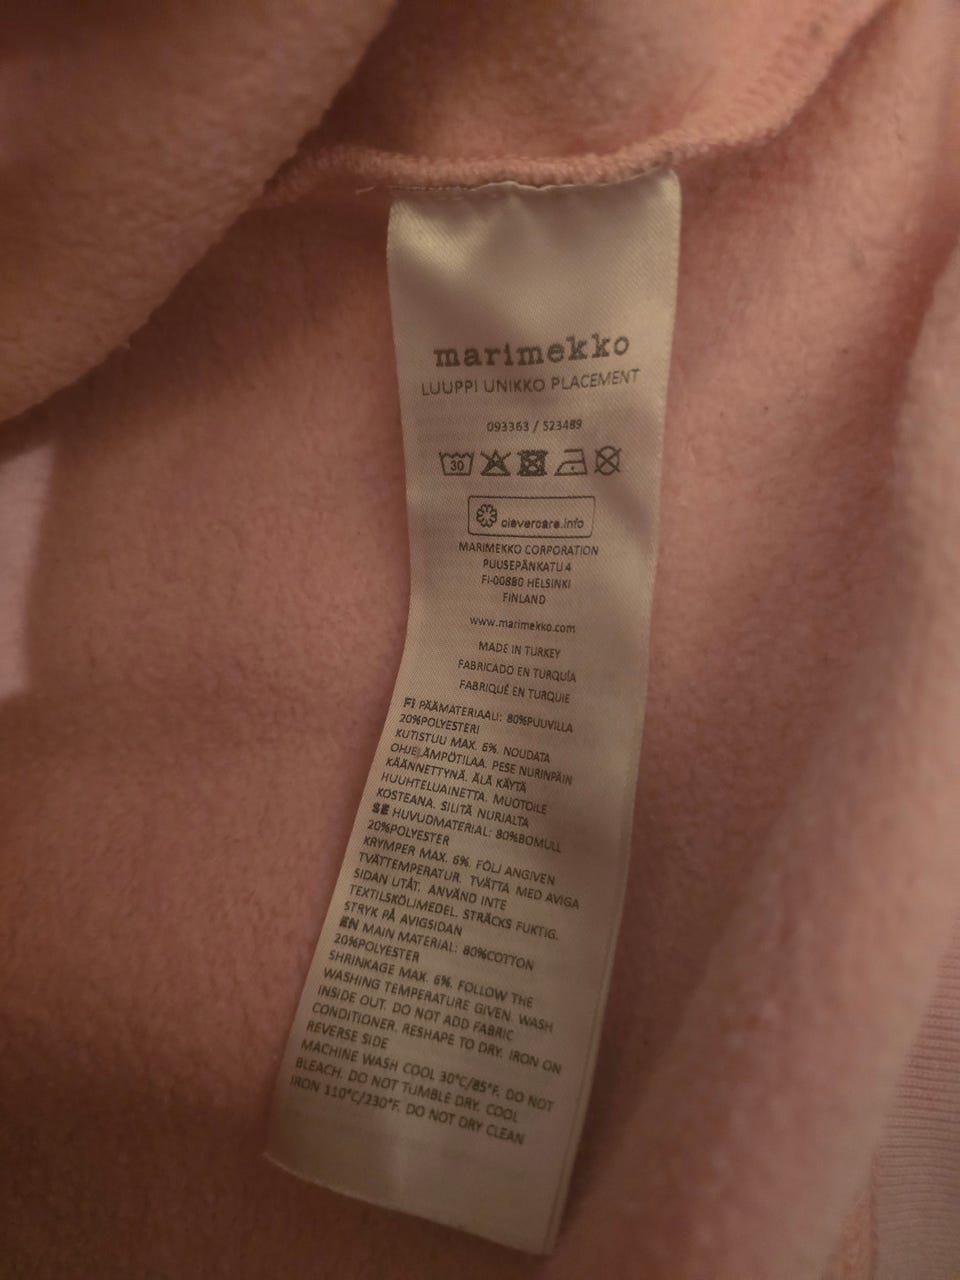 marimekko
LUUPPI UNIKKO PLACEMENT
093363 / 523489
30
clevercare.info
MARIMEKKO CORPORATION
PUUSEPÄNKATU 4
FI-00880 HELSINKI
FINLAND
www.marimekko.com
MADE IN TURKEY
FABRICADO EN TURQUÍA
FABRIQUÉ EN TURQUIE
FI PÄÄMATERIAALI: 80%PUUVILLA
20%POLYESTERI
KUTISTUU MAX. 6%. NOUDATA
OHJELÄMPÖTILAA. PESE NURINPÄIN
KÄÄNNETTYNÄ. ÄLÄ KÄYTÄ
HUUHTELUAINETTA. MUOTOILE
KOSTEANA. SILITÄ NURJALTA
SE HUVUDMATERIAL: 80%BOMULL
20%POLYESTER
KRYMPER MAX. 6%. FÖLJ ANGIVEN
TVÄTTEMPERATUR. TVÄTTA MED AVIGA
SIDAN UTÅT. ANVÄND INTE
TEXTILSKÖLJMEDEL. STRÄCKS FUKTIG.
STRYK PÅ AVIGSIDAN
EN MAIN MATERIAL: 80%COTTON
20%POLYESTER
SHRINKAGE MAX. 6%. FOLLOW THE
WASHING TEMPERATURE GIVEN. WASH
INSIDE OUT. DO NOT ADD FABRIC
CONDITIONER. RESHAPE TO DRY. IRON ON
REVERSE SIDE
MACHINE WASH COOL 30°C/85°F. DO NOT
BLEACH. DO NOT TUMBLE DRY. COOL
IRON 110°C/230°F. DO NOT DRY CLEAN